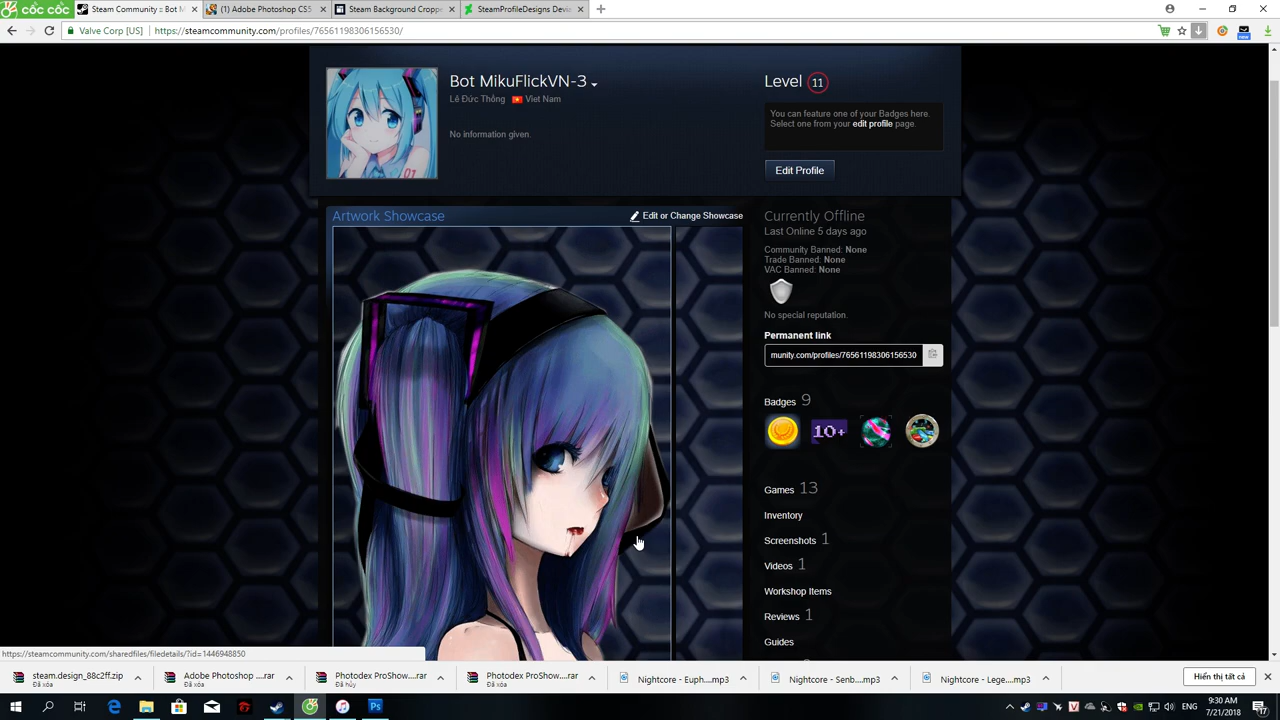 cốc cốc
Steam Community :: Bot M
(1) Adobe Photoshop CS5
Steam Background Croppe
SteamProfileDesigns Devia
Valve Corp [US]
https://steamcommunity.com/profiles/76561198306156530/
new
Bot MikuFlickVN-3
Lê Đức Thống
Viet Nam
No information given.
Level 11
You can feature one of your Badges here.
Select one from your edit profile page.
Edit Profile
01
Artwork Showcase
Edit or Change Showcase
Currently Offline
Last Online 5 days ago
Community Banned: None
Trade Banned: None
VAC Banned: None
No special reputation.
Permanent link
munity.com/profiles/76561198306156530
Badges 9
10+
Games 13
Inventory
Screenshots 1
Videos 1
Workshop Items
Reviews 1
Guides
https://steamcommunity.com/sharedfiles/filedetails/?id=1446948850
steam.design_88c2ff.zip
Đã xóa
Adobe Photoshop ....rar
Đã xóa
Photodex ProShow....rar
Đã hủy
Photodex ProShow....rar
Đã xóa
Nightcore - Euph....mp3
Nightcore - Senb....mp3
Nightcore - Lege....mp3
Hiển thị tất cả
Ps
V
ENG
9:30 AM
7/21/2018
17